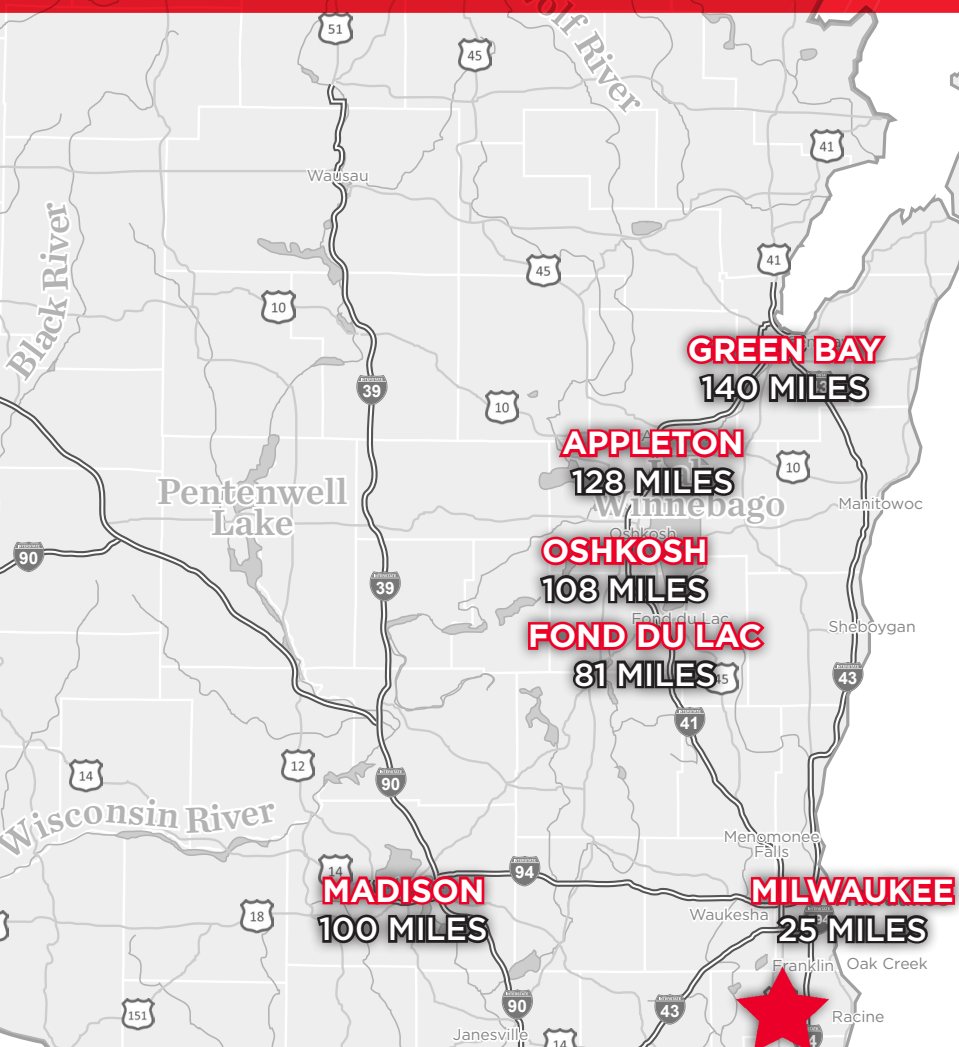 51
Wolf River
45
41
Wausau
Black River
45
41
10
GREEN BAY
140 MILES
39
10
APPLETON
128 MILES
10
Pentenwell
Lake
Winnebago
Manitowoc
Oshkosh
OSHKOSH
108 MILES
90
39
Fond du Lac
FOND DU LAC
81 MILES
45
Sheboygan
43
41
14
12
90
Wisconsin River
Menomonee
Falls
14
94
MADISON
100 MILES
MILWAUKEE
25 MILES
94
18
Waukesha
Franklin
Oak Creek
151
90
43
Racine
Janesville
14